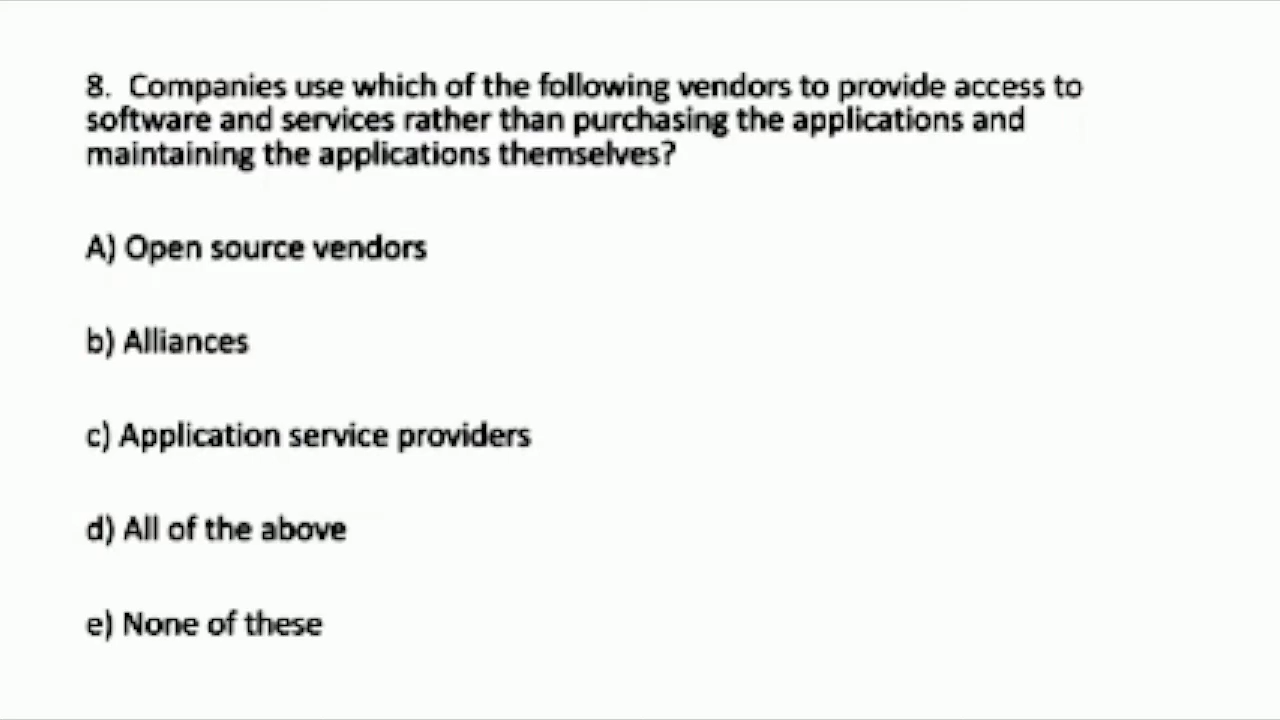 8.  Companies use which of the following vendors to provide access to
software and services rather than purchasing the applications and
maintaining the applications themselves?
A) Open source vendors
b) Alliances
c) Application service providers
d) All of the above
e) None of these